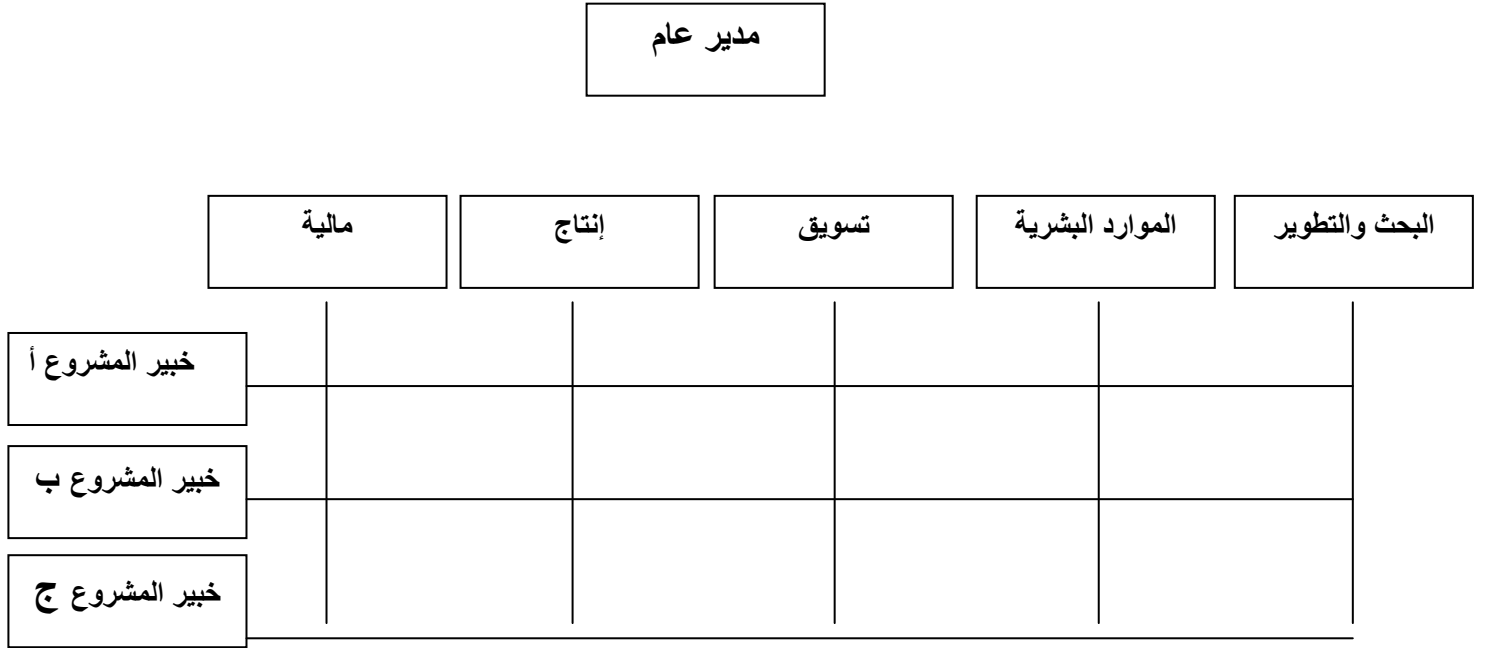 مدير عام
البحث والتطوير
الموارد البشرية
تسويق
إنتاج
مالية
خبير المشروع أ
خبير المشروع ب
خبير المشروع ج